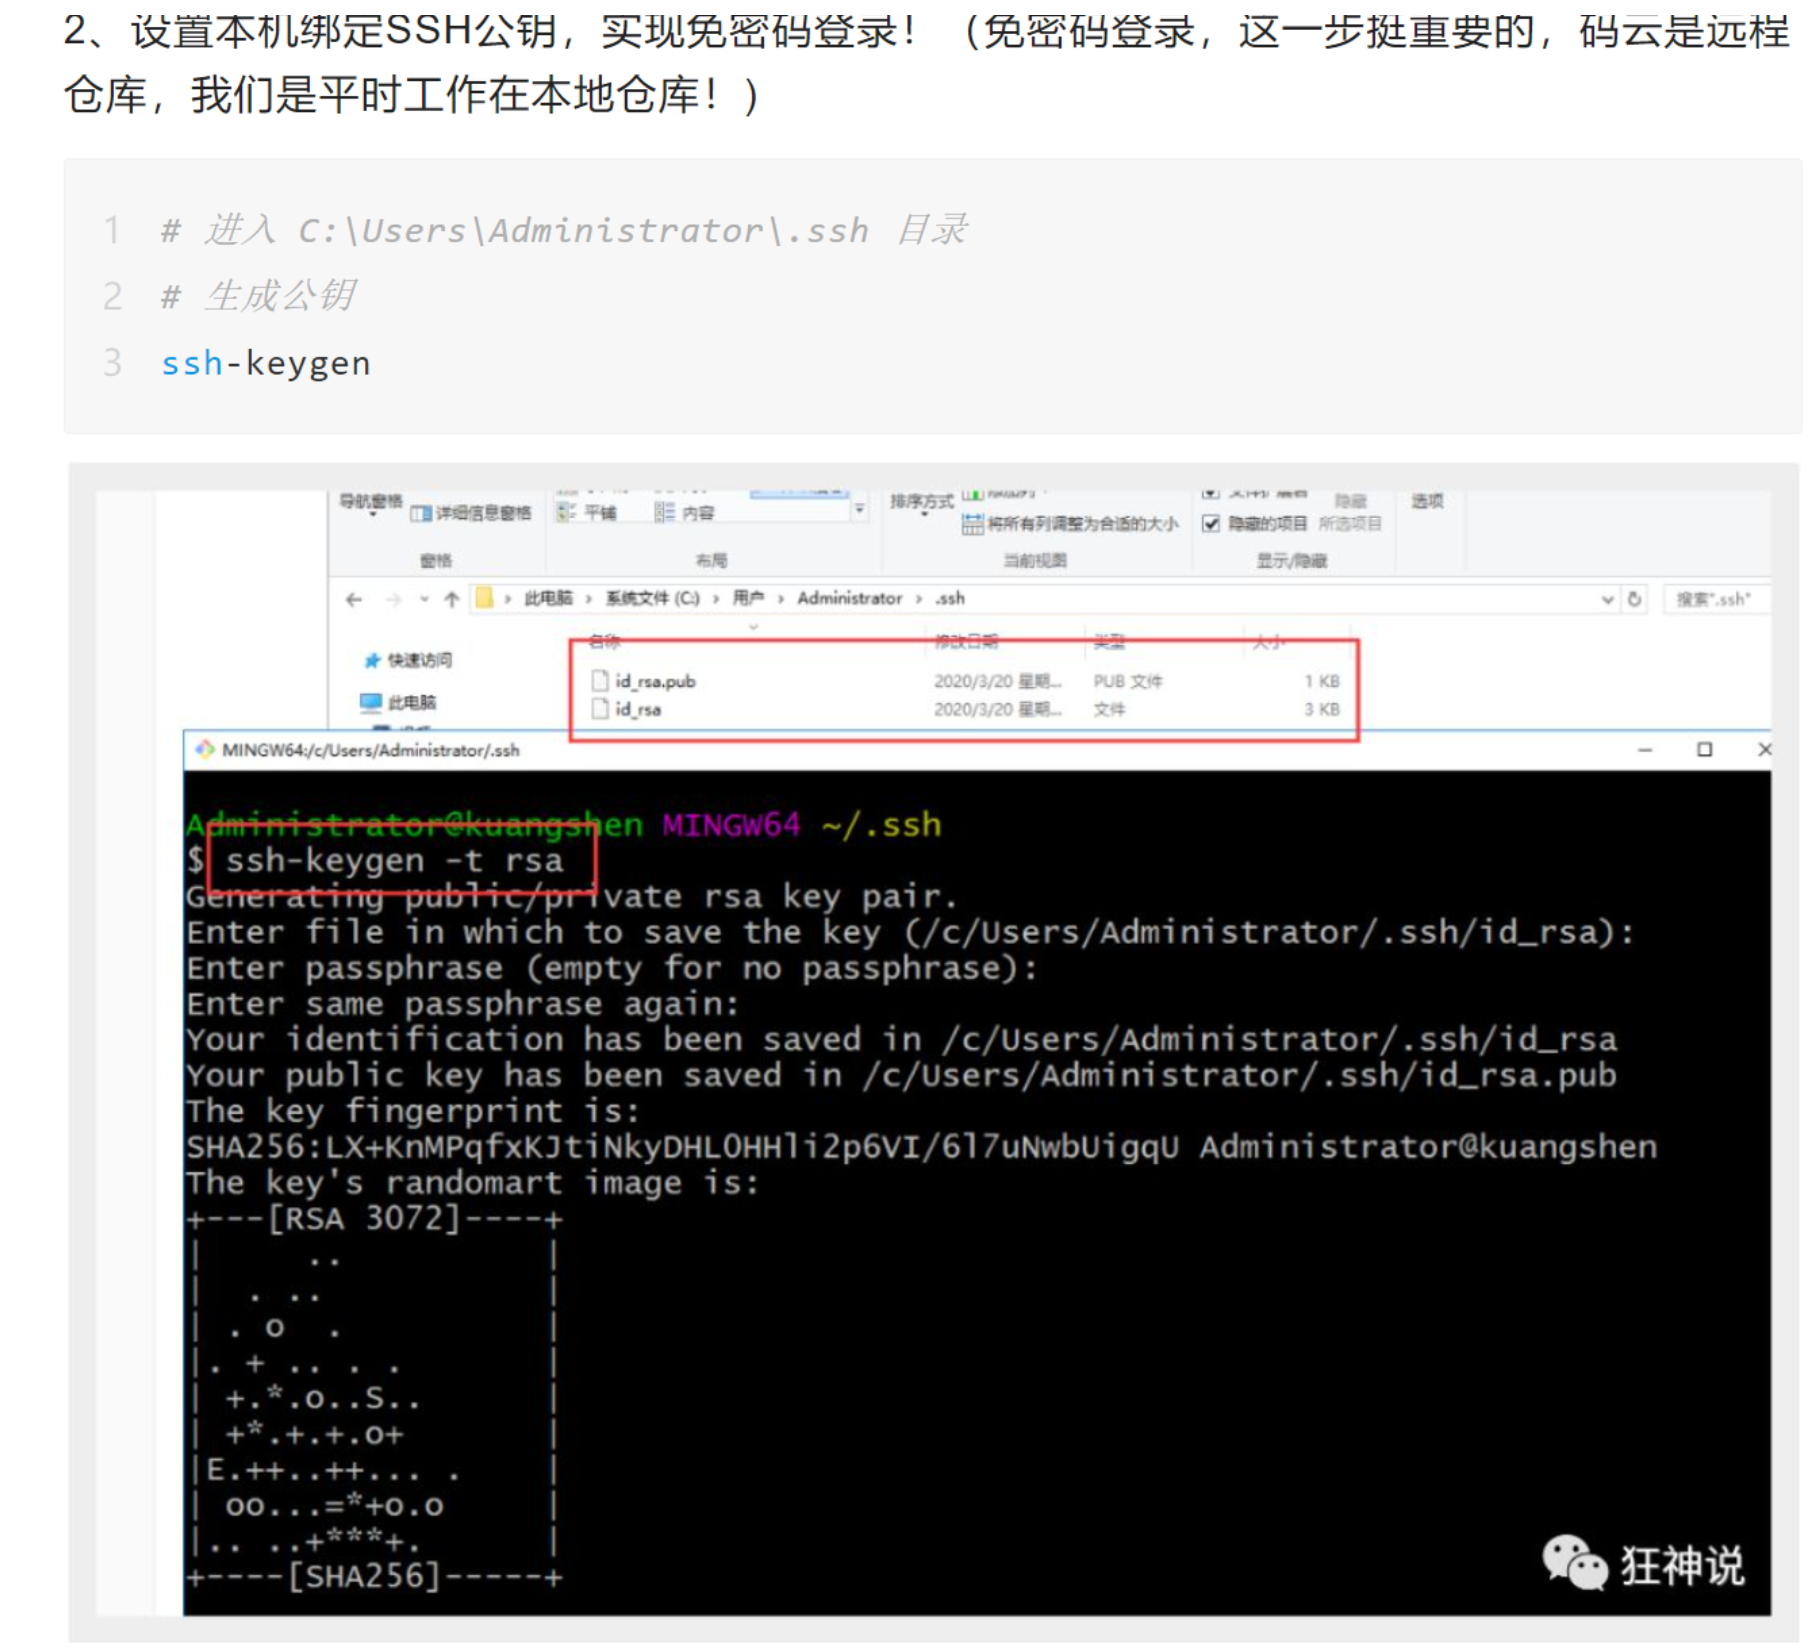 2、设置本机绑定SSH公钥，实现免密码登录！（免密码登录，这一步挺重要的，码云是远程
仓库，我们是平时工作在本地仓库！)
1 # 进入 C:\Users\Administrator\.ssh 目录
2 # 生成公钥
3 ssh-keygen
导航窗格 详细信息窗格 平铺 内容 排序方式 将所有列调整为合适的大小 隐藏的项目 隐藏 所选项目 选项
窗格 布局 当前视图 显示/隐藏
此电脑 › 系统文件 (C:) › 用户 › Administrator › .ssh 搜索".ssh"
名称 修改日期 类型 大小
快速访问
id_rsa.pub 2020/3/20 星期... PUB 文件 1 KB
此电脑
id_rsa 2020/3/20 星期... 文件 3 KB
MINGW64:/c/Users/Administrator/.ssh
Administrator@kuangshen MINGW64 ~/.ssh
$ ssh-keygen -t rsa
Generating public/private rsa key pair.
Enter file in which to save the key (/c/Users/Administrator/.ssh/id_rsa):
Enter passphrase (empty for no passphrase):
Enter same passphrase again:
Your identification has been saved in /c/Users/Administrator/.ssh/id_rsa
Your public key has been saved in /c/Users/Administrator/.ssh/id_rsa.pub
The key fingerprint is:
SHA256:LX+KnMPqfxKJtiNkyDHLOHHli2p6VI/6l7uNwbUigqU Administrator@kuangshen
The key's randomart image is:
+---[RSA 3072]----+
|     ..          |
|  . ..           |
| . o  .          |
|. + .. . .       |
| +.*.o..S..      |
| +*.+.+.o+       |
|E.++..++... .    |
| oo...=*+o.o     |
|.. ..+***+.      |
+----[SHA256]-----+
狂神说